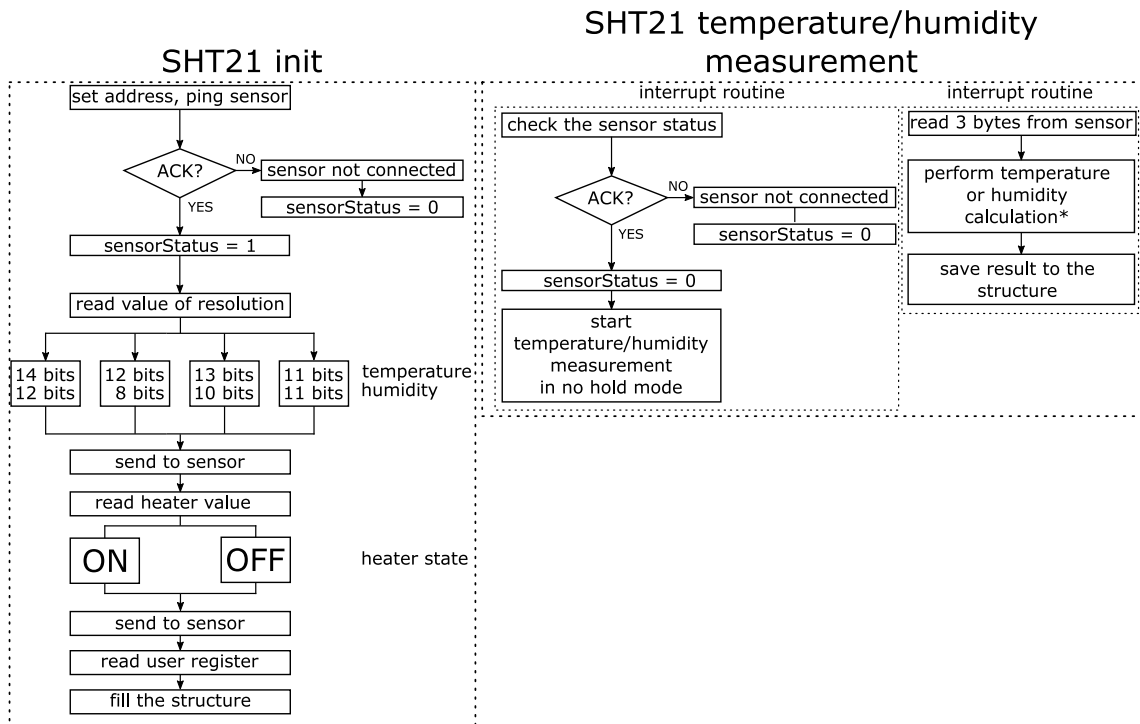 SHT21 init
set address, ping sensor
ACK?
NO
sensor not connected
sensorStatus = 0
YES
sensorStatus = 1
read value of resolution
14 bits
12 bits
12 bits
8 bits
13 bits
10 bits
11 bits
11 bits
temperature
humidity
send to sensor
read heater value
ON
OFF
heater state
send to sensor
read user register
fill the structure
SHT21 temperature/humidity
measurement
interrupt routine
check the sensor status
ACK?
NO
sensor not connected
sensorStatus = 0
YES
sensorStatus = 0
start
temperature/humidity
measurement
in no hold mode
interrupt routine
read 3 bytes from sensor
perform temperature
or humidity
calculation*
save result to the
structure